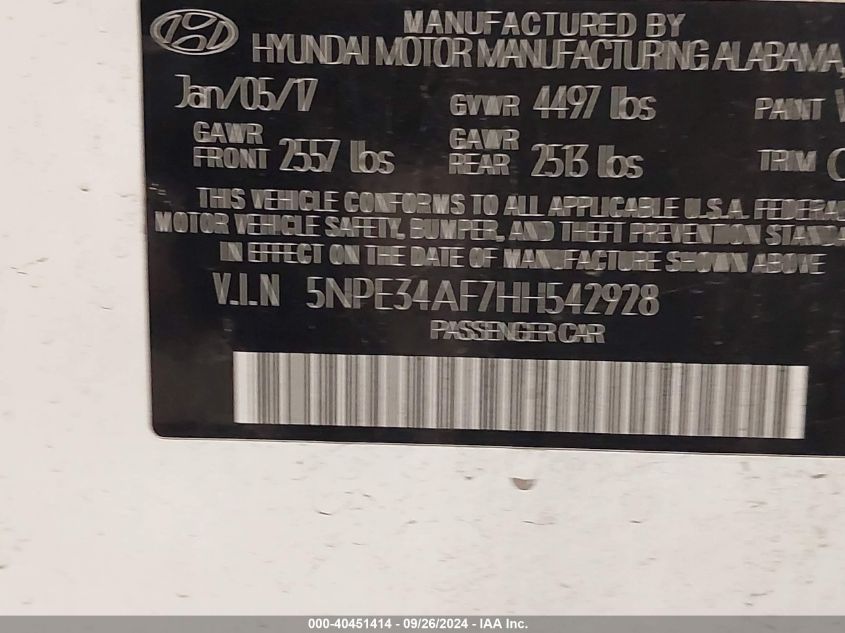 MANUFACTURED BY
HYUNDAI MOTOR MANUFACTURING ALABAMA,
Jan/05/17 GVWR 4497 lbs PAINT
GAWR FRONT 2557 lbs GAWR REAR 2513 lbs TRIM
THIS VEHICLE CONFORMS TO ALL APPLICABLE U.S.A. FEDERAL
MOTOR VEHICLE SAFETY, BUMPER, AND THEFT PREVENTION STANDA
IN EFFECT ON THE DATE OF MANUFACTURE SHOWN ABOVE
V.I.N 5NPE34AF7HH542928
PASSENGER CAR
000-40451414 - 09/26/2024 - IAA Inc.